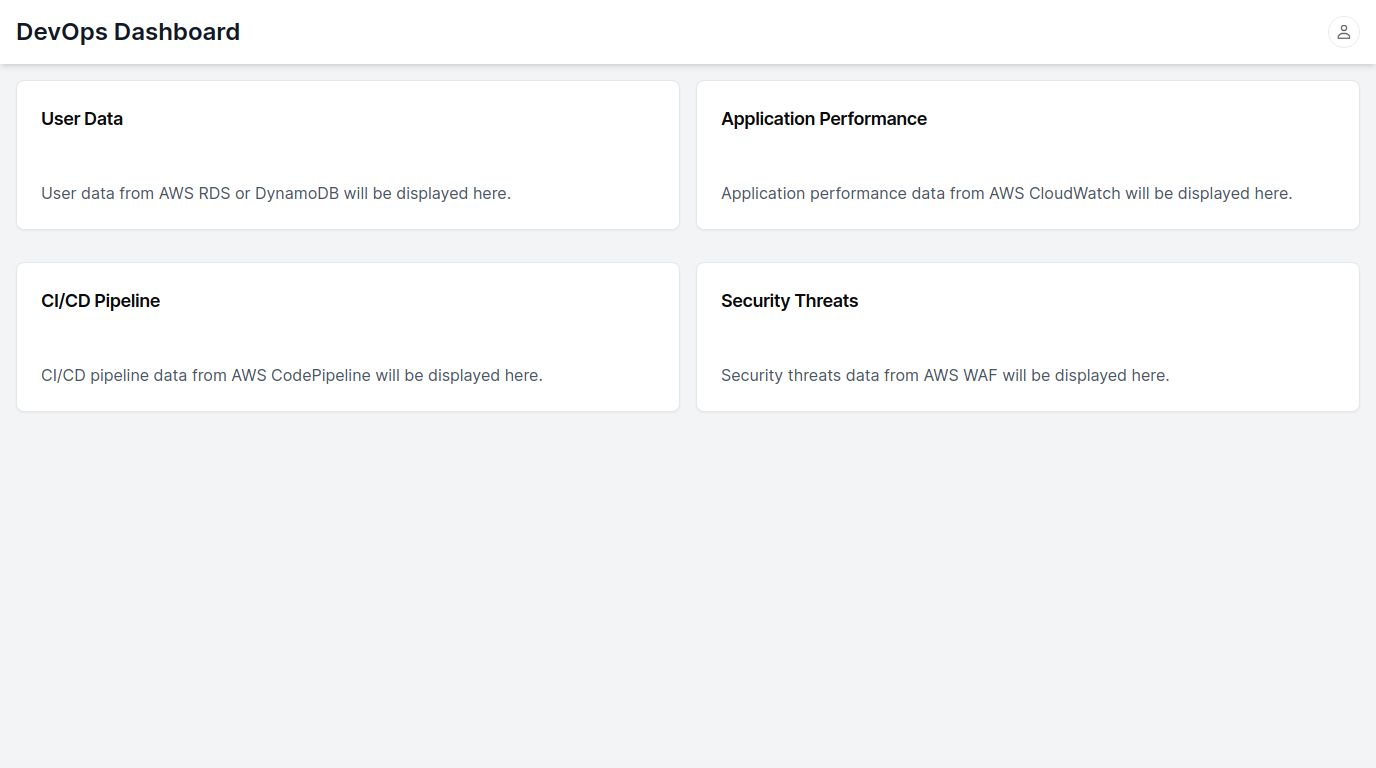 DevOps Dashboard
User Data
User data from AWS RDS or DynamoDB will be displayed here.
Application Performance
Application performance data from AWS CloudWatch will be displayed here.
CI/CD Pipeline
CI/CD pipeline data from AWS CodePipeline will be displayed here.
Security Threats
Security threats data from AWS WAF will be displayed here.